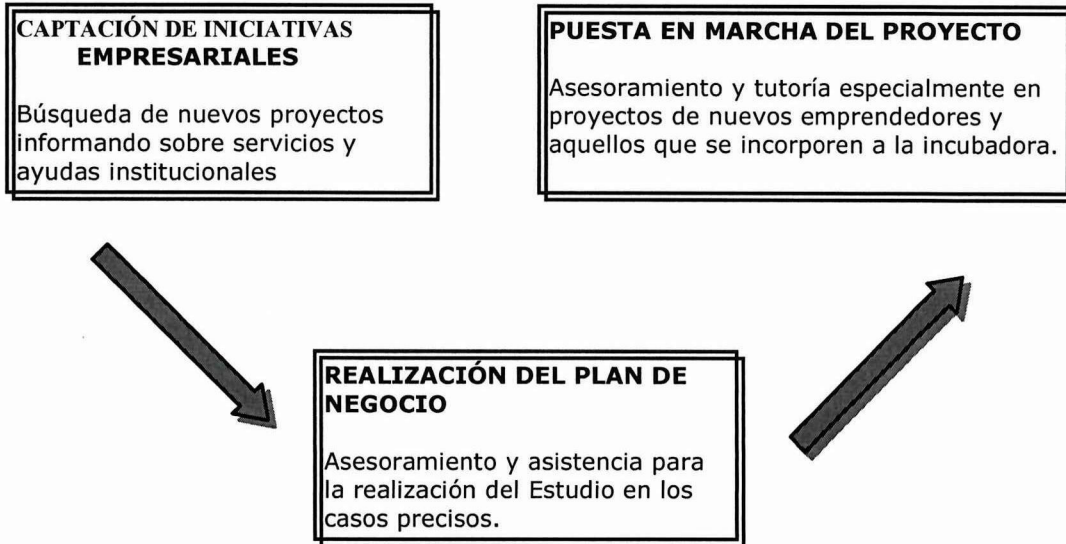 CAPTACIÓN DE INICIATIVAS
EMPRESARIALES
Búsqueda de nuevos proyectos
informando sobre servicios y
ayudas institucionales
REALIZACIÓN DEL PLAN DE
NEGOCIO
Asesoramiento y asistencia para
la realización del Estudio en los
casos precisos.
PUESTA EN MARCHA DEL PROYECTO
Asesoramiento y tutoría especialmente en
proyectos de nuevos emprendedores y
aquellos que se incorporen a la incubadora.